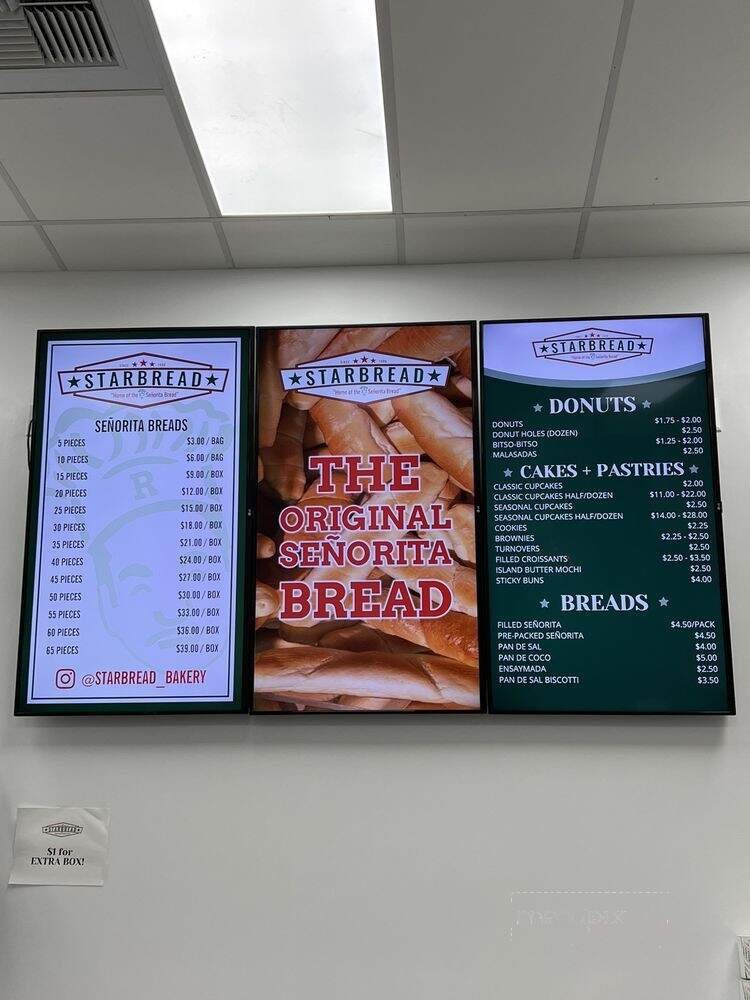 SINCE 1986
★STARBREAD★
"Home of the Señorita Bread"
SEÑORITA BREADS
5 PIECES $3.00 / BAG
10 PIECES $6.00 / BAG
15 PIECES $9.00 / BOX
20 PIECES $12.00 / BOX
25 PIECES $15.00 / BOX
30 PIECES $18.00 / BOX
35 PIECES $21.00 / BOX
40 PIECES $24.00 / BOX
45 PIECES $27.00 / BOX
50 PIECES $30.00 / BOX
55 PIECES $33.00 / BOX
60 PIECES $36.00 / BOX
65 PIECES $39.00 / BOX
@STARBREAD_BAKERY
R
SINCE 1986
★STARBREAD★
"Home of the Señorita Bread"
THE
ORIGINAL
SEÑORITA
BREAD
★STARBREAD★
"Home of the Señorita Bread"
★ DONUTS ★
DONUTS $1.75 - $2.00
DONUT HOLES (DOZEN) $2.50
BITSO-BITSO $1.25 - $2.00
MALASADAS $2.50
★ CAKES + PASTRIES ★
CLASSIC CUPCAKES $2.00
CLASSIC CUPCAKES HALF/DOZEN $11.00 - $22.00
SEASONAL CUPCAKES $2.50
SEASONAL CUPCAKES HALF/DOZEN $14.00 - $28.00
COOKIES $2.25
BROWNIES $2.25 - $2.50
TURNOVERS $2.50
FILLED CROISSANTS $2.50 - $3.50
ISLAND BUTTER MOCHI $2.50
STICKY BUNS $4.00
★ BREADS ★
FILLED SEÑORITA $4.50/PACK
PRE-PACKED SEÑORITA $4.50
PAN DE SAL $4.00
PAN DE COCO $5.00
ENSAYMADA $2.50
PAN DE SAL BISCOTTI $3.50
STARBREAD
$1 for
EXTRA BOX!